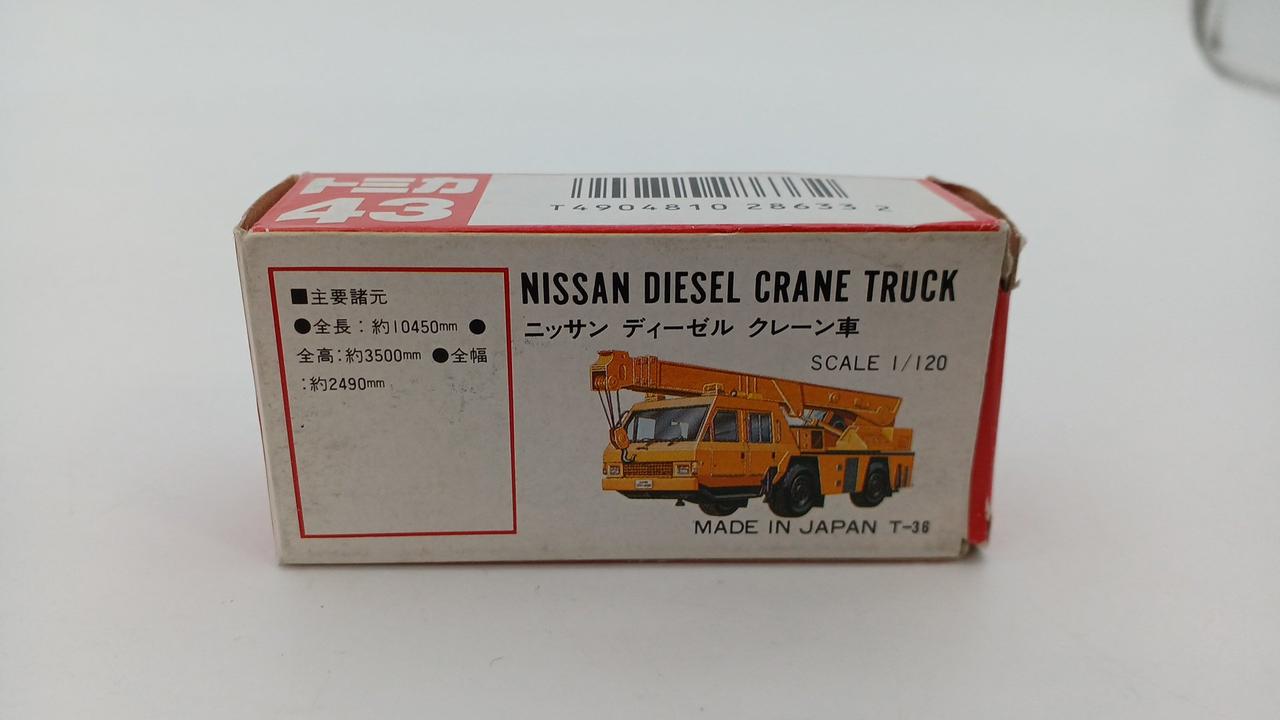 トミカ
43
T4904810 28633 2
■主要諸元
●全長：約10450mm ●
全高：約3500mm ●全幅
：約2490mm
NISSAN DIESEL CRANE TRUCK
ニッサン ディーゼル クレーン車
SCALE 1/120
MADE IN JAPAN T-36